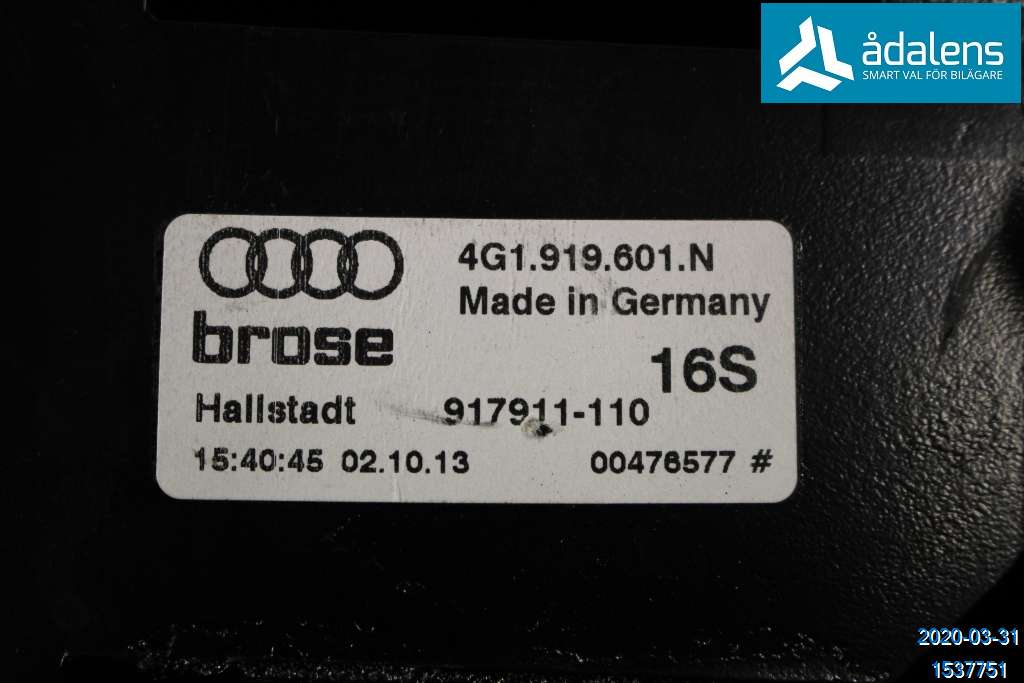 ådalens
SMART VAL FÖR BILÄGARE
4G1.919.601.N
Made in Germany
brose
16S
Hallstadt 917911-110
15:40:45 02.10.13 00476577 #
2020-03-31
1537751